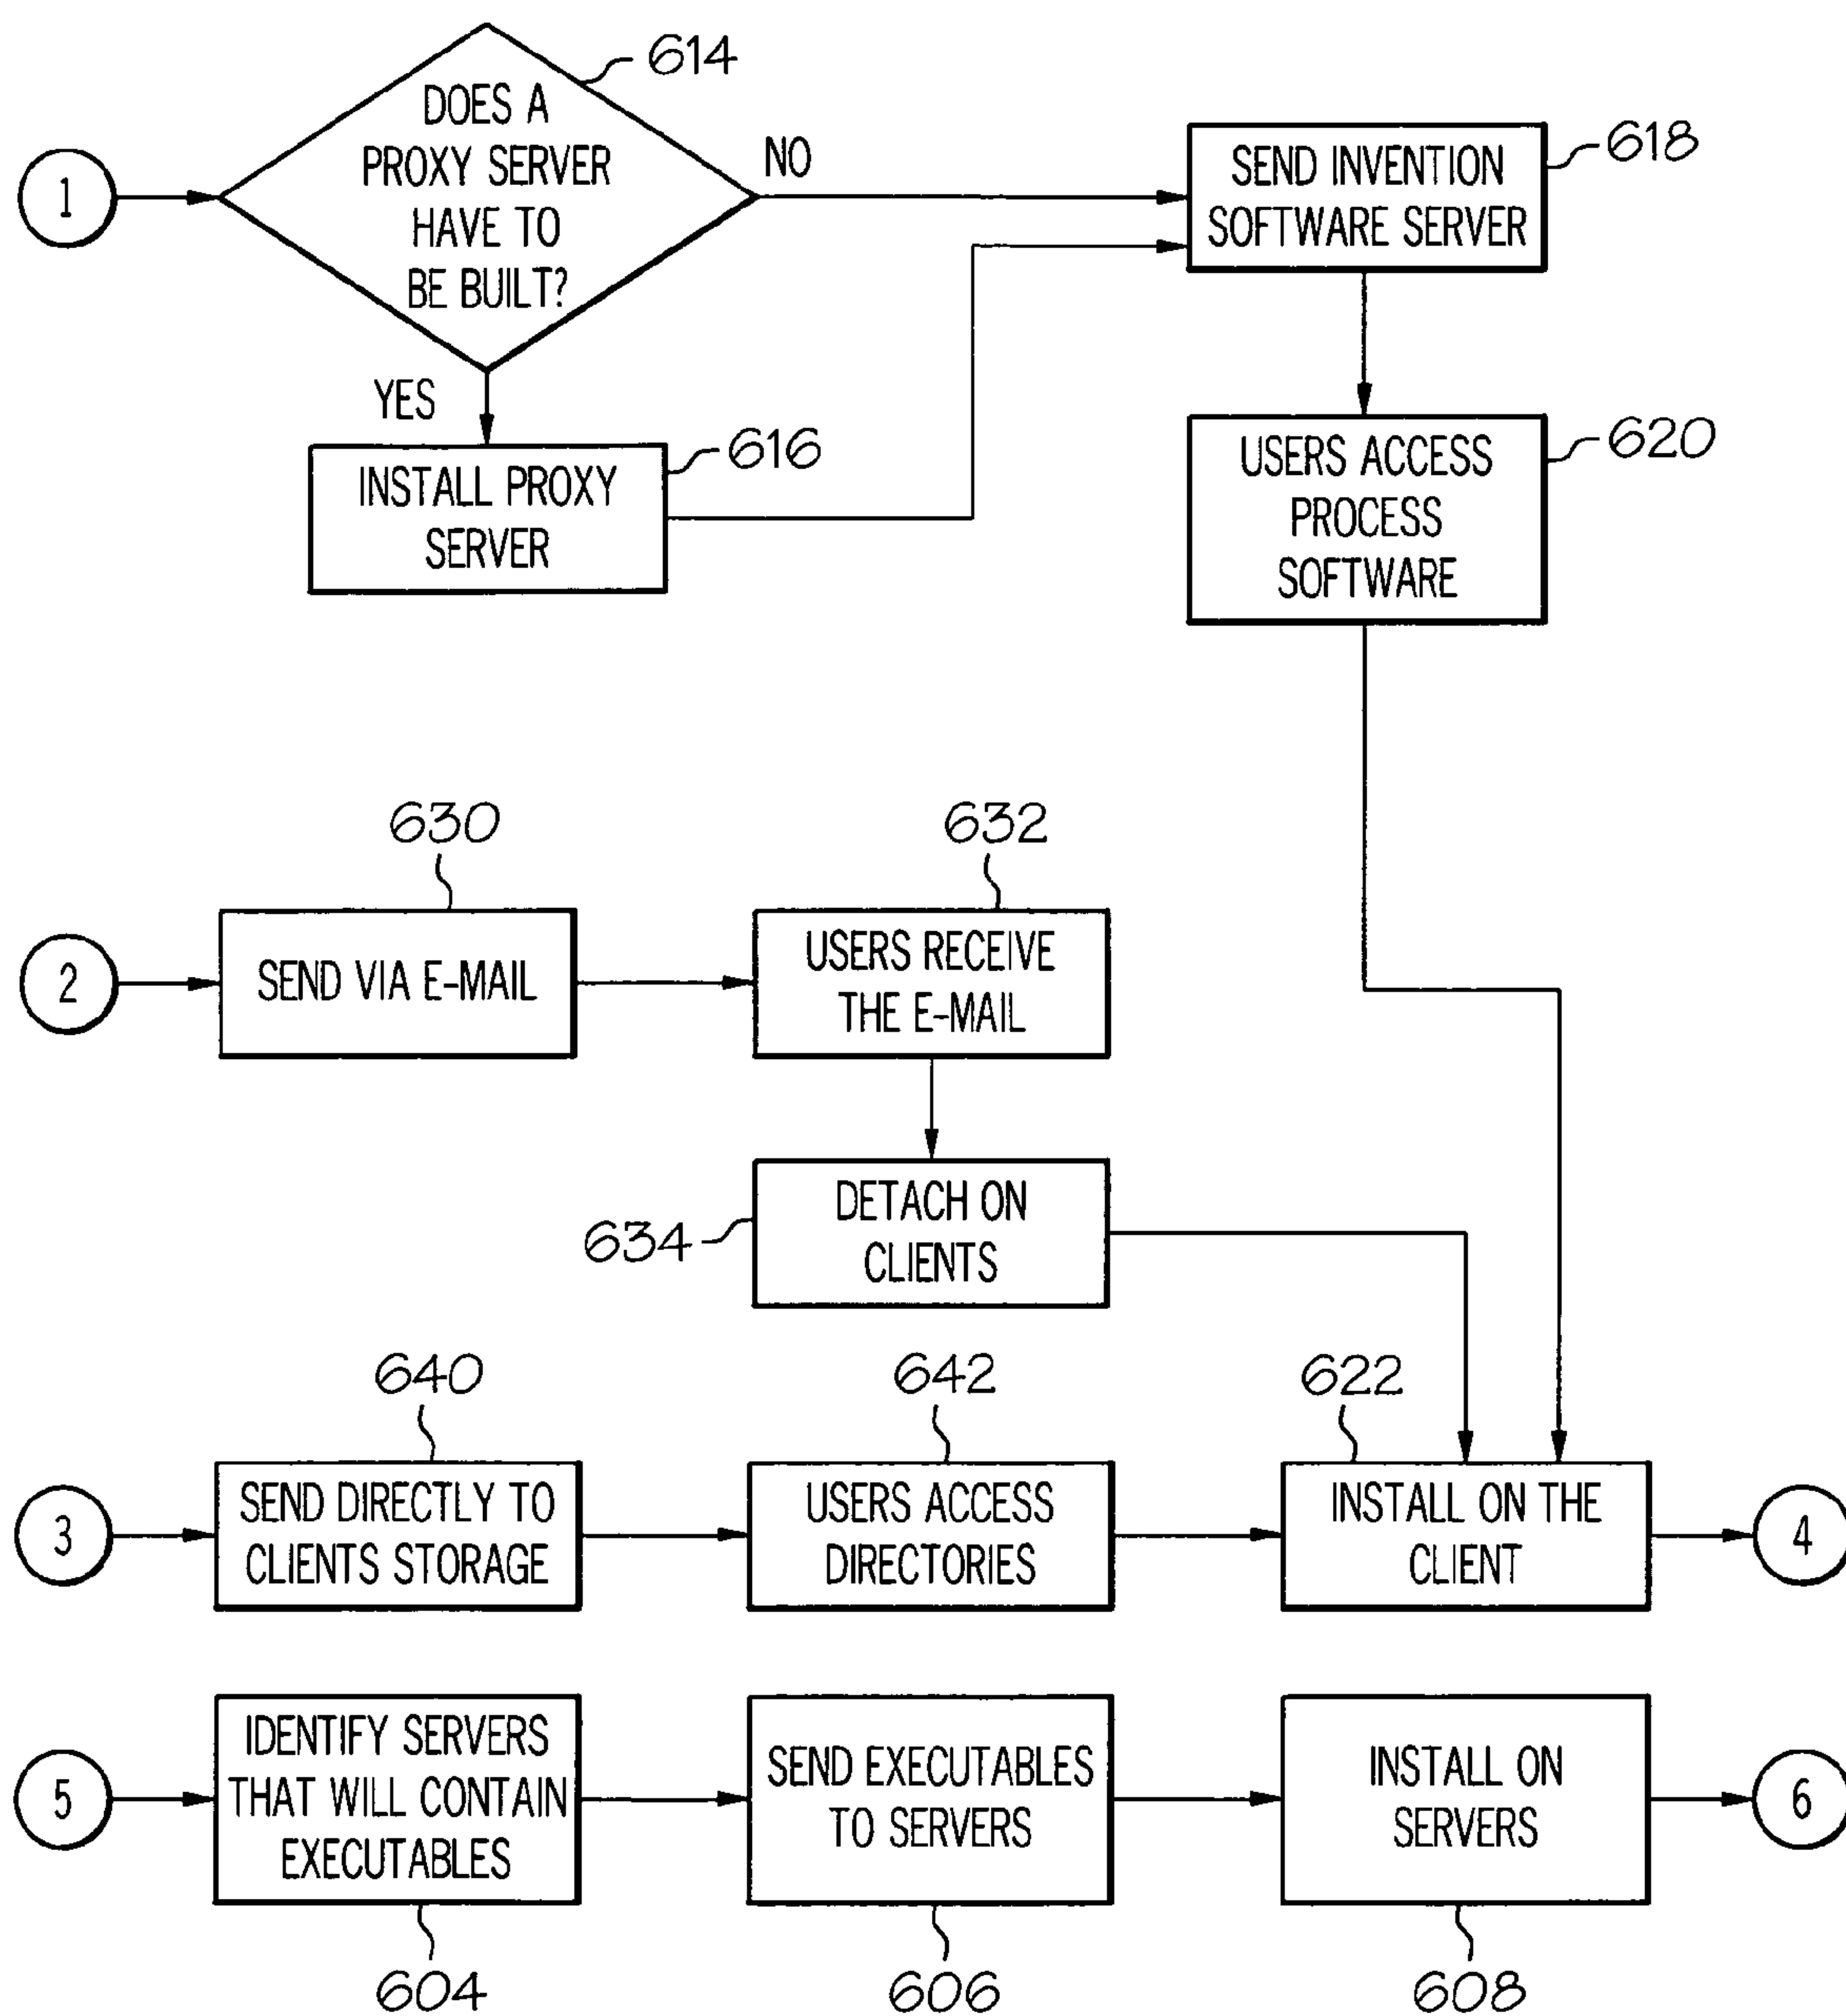 614
DOES A
PROXY SERVER
HAVE TO
BE BUILT?
1
NO
YES
SEND INVENTION
SOFTWARE SERVER
618
616
INSTALL PROXY
SERVER
USERS ACCESS
PROCESS
SOFTWARE
620
630
632
2
SEND VIA E-MAIL
USERS RECEIVE
THE E-MAIL
634
DETACH ON
CLIENTS
640
642
622
3
SEND DIRECTLY TO
CLIENTS STORAGE
USERS ACCESS
DIRECTORIES
INSTALL ON THE
CLIENT
4
5
IDENTIFY SERVERS
THAT WILL CONTAIN
EXECUTABLES
SEND EXECUTABLES
TO SERVERS
INSTALL ON
SERVERS
6
604
606
608